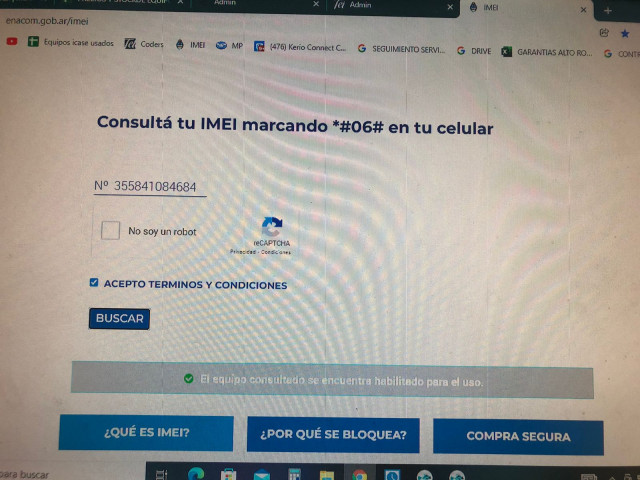 Admin
Admin
IMEI
enacom.gob.ar/imei
Equipos icase usados
Coders
IMEI
MP
(476) Kerio Connect C...
SEGUIMIENTO SERVI...
DRIVE
GARANTIAS ALTO RO...
Consultá tu IMEI marcando *#06# en tu celular
Nº 355841084684
No soy un robot
reCAPTCHA
Privacidad - Condiciones
ACEPTO TERMINOS Y CONDICIONES
BUSCAR
El equipo consultado se encuentra habilitado para el uso.
¿QUÉ ES IMEI?
¿POR QUÉ SE BLOQUEA?
COMPRA SEGURA
para buscar